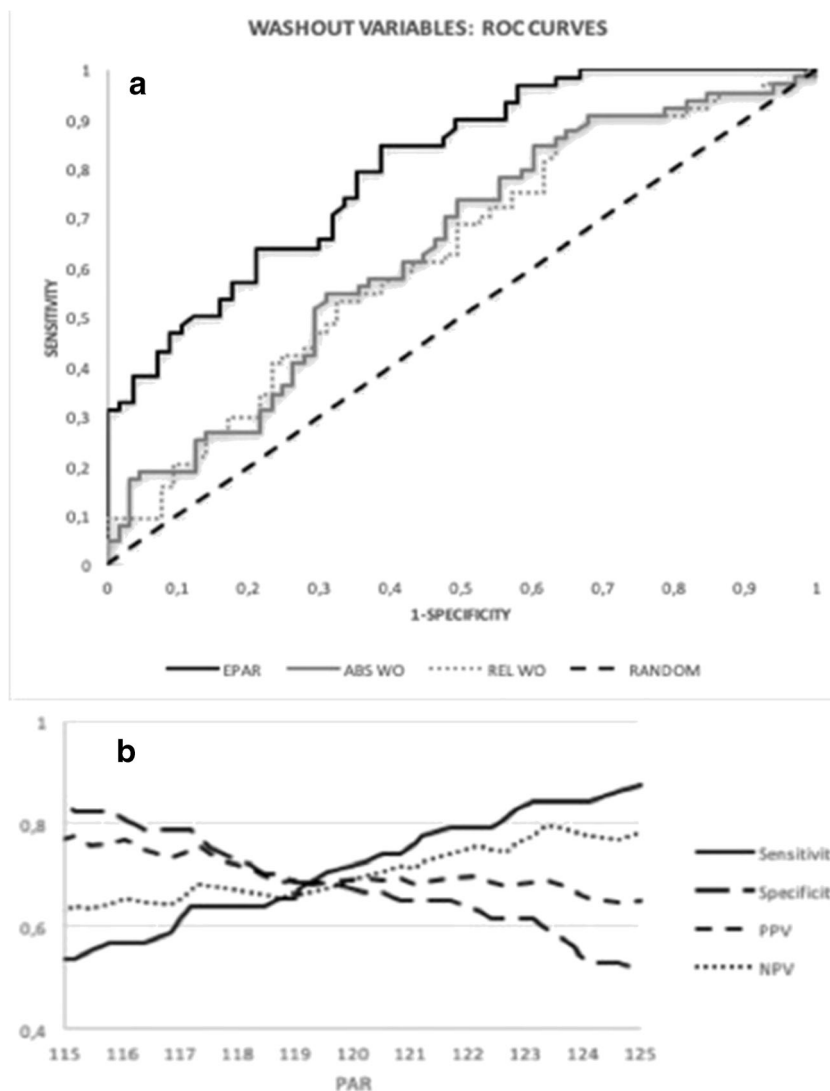 WASHOUT VARIABLES: ROC CURVES
a
1
0,9
0,8
0,7
0,6
0,5
0,4
0,3
0,2
0,1
0
SENSITIVITY
0 0,1 0,2 0,3 0,4 0,5 0,6 0,7 0,8 0,9 1
1-SPECIFICITY
EPAR ABS WO REL WO RANDOM
b
1
0,8
0,6
0,4
115 116 117 118 119 120 121 122 123 124 125
PAR
Sensitivit
Specificit
PPV
NPV